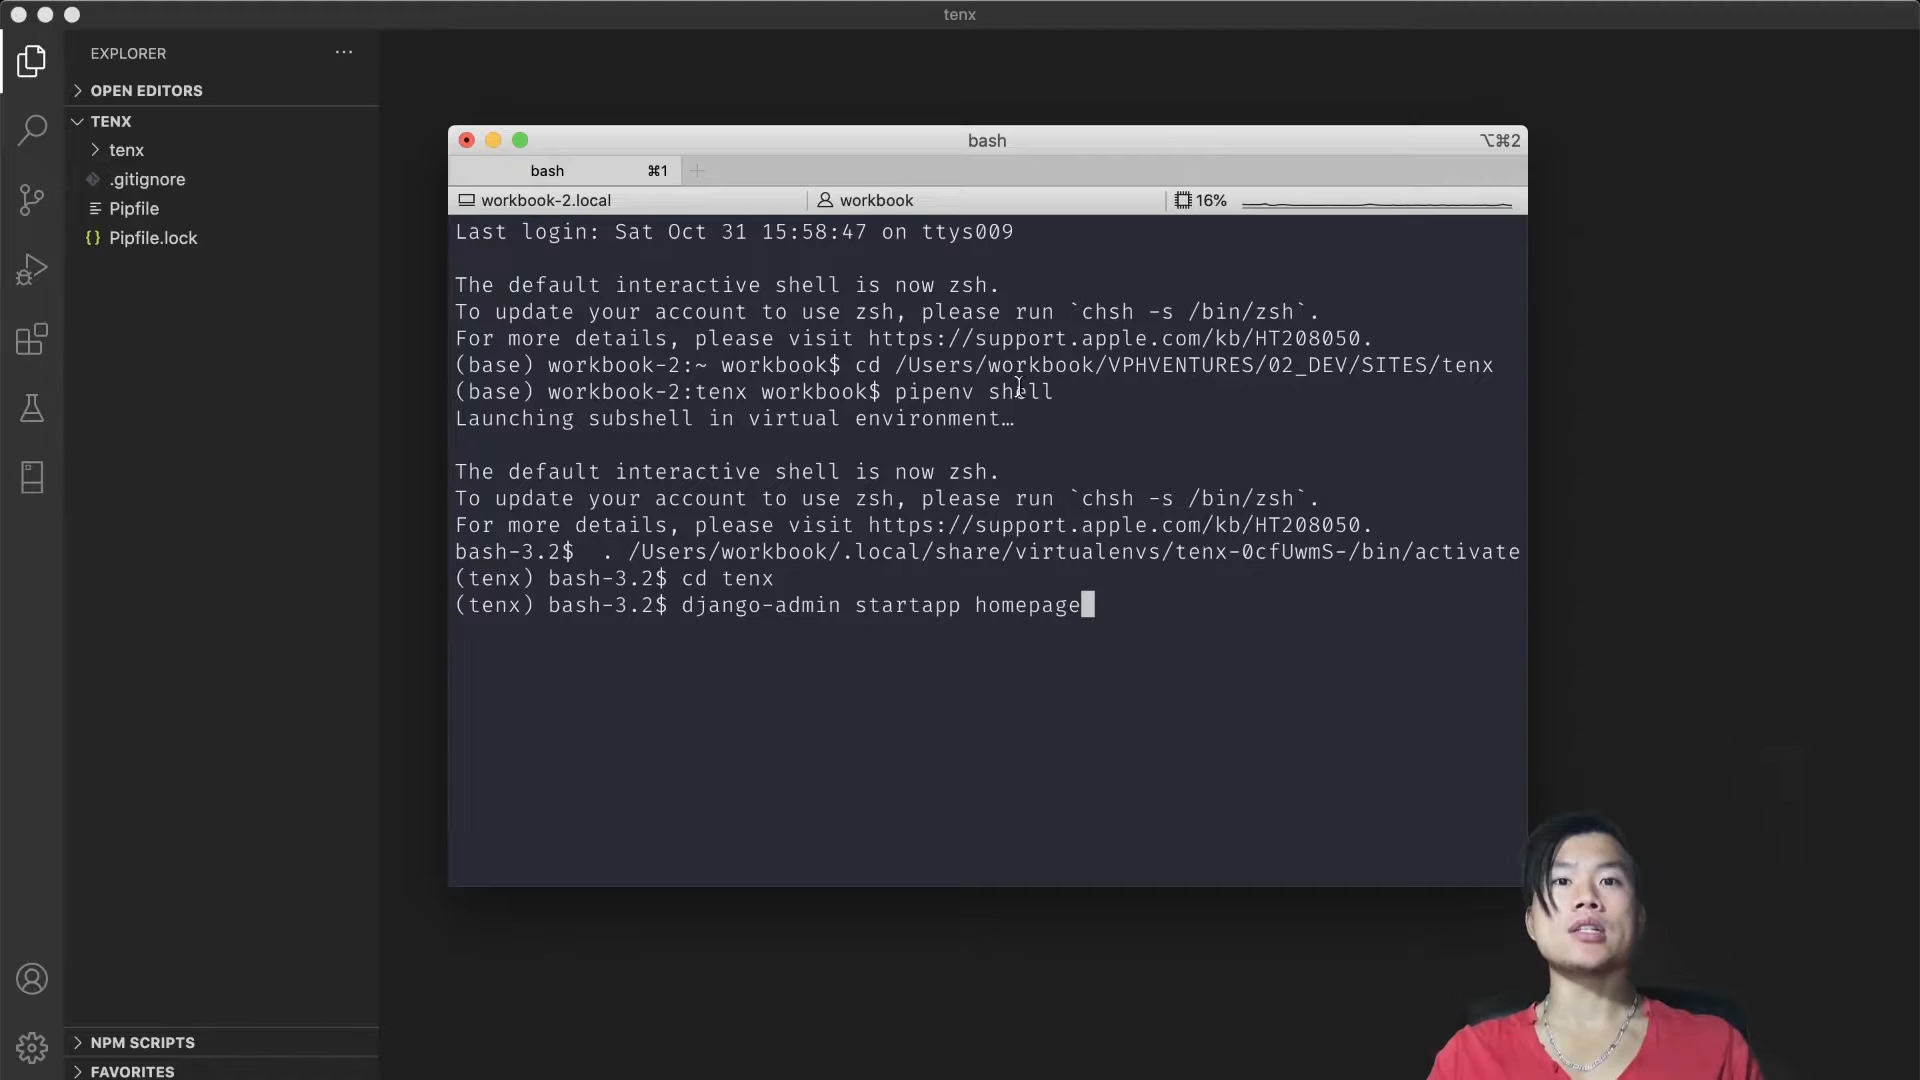 tenx
EXPLORER
OPEN EDITORS
TENX
tenx
.gitignore
Pipfile
{} Pipfile.lock
NPM SCRIPTS
FAVORITES
bash
⌥⌘2
bash ⌘1
workbook-2.local
workbook
16%
Last login: Sat Oct 31 15:58:47 on ttys009
The default interactive shell is now zsh.
To update your account to use zsh, please run `chsh -s /bin/zsh`.
For more details, please visit https://support.apple.com/kb/HT208050.
(base) workbook-2:~ workbook$ cd /Users/workbook/VPHVENTURES/02_DEV/SITES/tenx
(base) workbook-2:tenx workbook$ pipenv shell
Launching subshell in virtual environment…
The default interactive shell is now zsh.
To update your account to use zsh, please run `chsh -s /bin/zsh`.
For more details, please visit https://support.apple.com/kb/HT208050.
bash-3.2$  . /Users/workbook/.local/share/virtualenvs/tenx-0cfUwmS-/bin/activate
(tenx) bash-3.2$ cd tenx
(tenx) bash-3.2$ django-admin startapp homepage